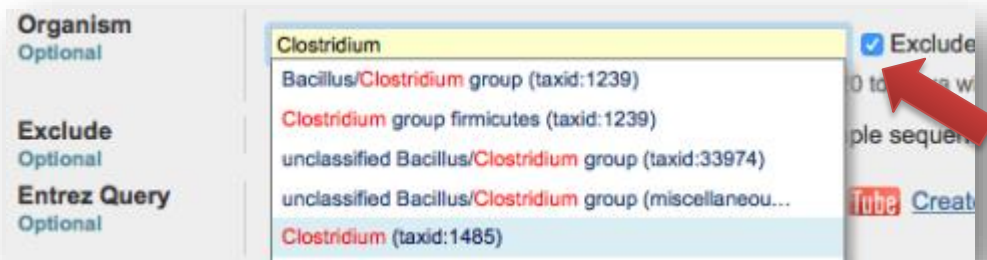 Organism
Optional
Clostridium
Exclude
Bacillus/Clostridium group (taxid:1239)
Clostridium group firmicutes (taxid:1239)
Exclude
Optional
unclassified Bacillus/Clostridium group (taxid:33974)
Entrez Query
Optional
unclassified Bacillus/Clostridium group (miscellaneou...
Tube Creat
Clostridium (taxid:1485)